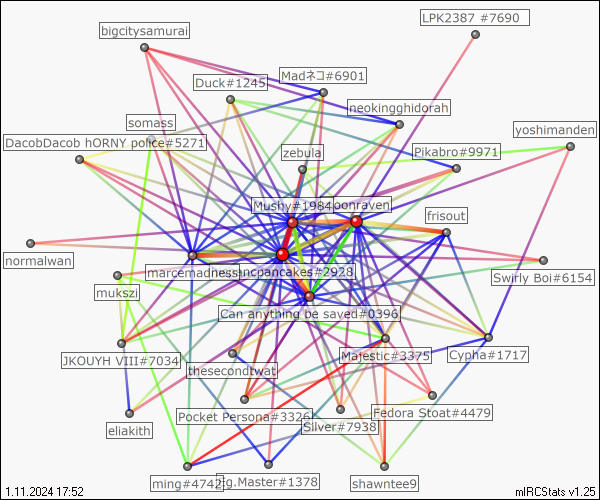 LPK2387 #7690
bigcitysamurai
Madネコ#6901
Duck#1245
neokingghidorah
somass
yoshimanden
DacobDacob hORNY police#5271
zebula
Pikabro#9971
Mushy#1984
oonraven
frisout
normalwan
marcemadness
ncpancakes#2928
Swirly Boi#6154
mukszi
Can anything be saved#0396
JKOUYH VIII#7034
Majestic#3375
Cypha#1717
thesecondtwat
Pocket Persona#3326
Fedora Stoat#4479
eliakith
Silver#7938
ming#4742
g.Master#1378
shawntee9
1.11.2024 17:52
mIRCStats v1.25